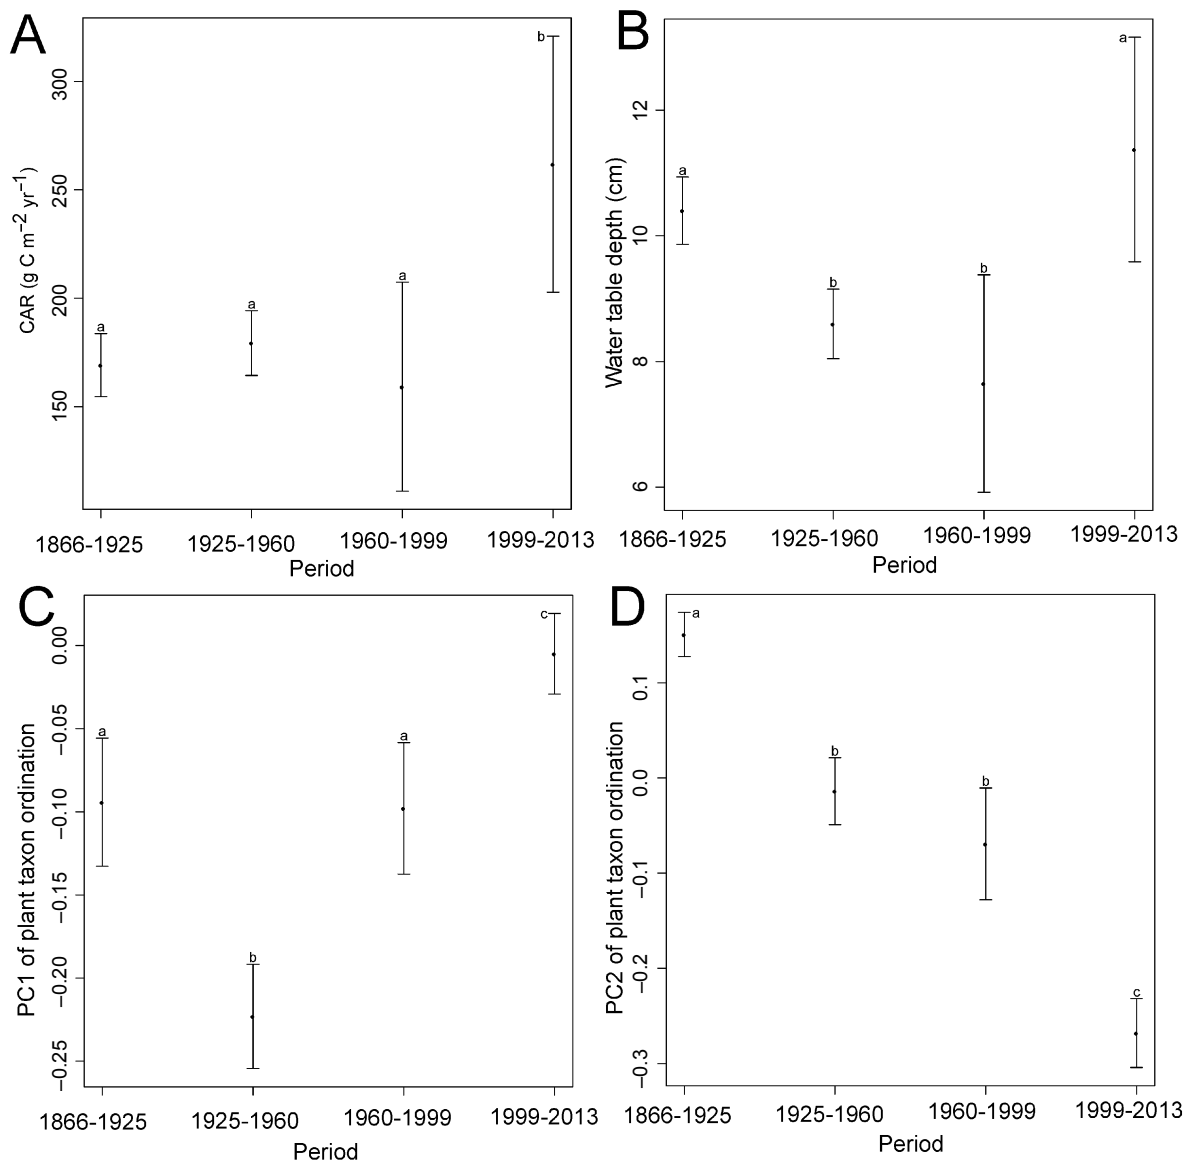 A
CAR (g C m−2 yr−1)
300
250
200
150
a
a
a
b
1866-1925 1925-1960 1960-1999 1999-2013
Period
B
Water table depth (cm)
12
10
8
6
a
b
b
a
1866-1925 1925-1960 1960-1999 1999-2013
Period
C
PC1 of plant taxon ordination
0.00
−0.05
−0.10
−0.15
−0.20
−0.25
a
b
a
c
1866-1925 1925-1960 1960-1999 1999-2013
Period
D
PC2 of plant taxon ordination
0.1
0.0
−0.1
−0.2
−0.3
a
b
b
c
1866-1925 1925-1960 1960-1999 1999-2013
Period